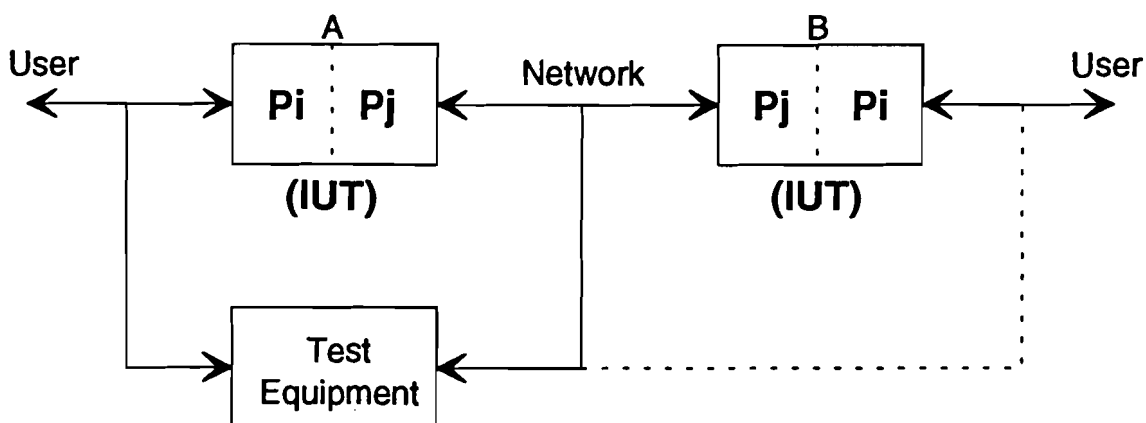 A
B
User
Network
User
Pi Pj
Pj Pi
(IUT)
(IUT)
Test
Equipment